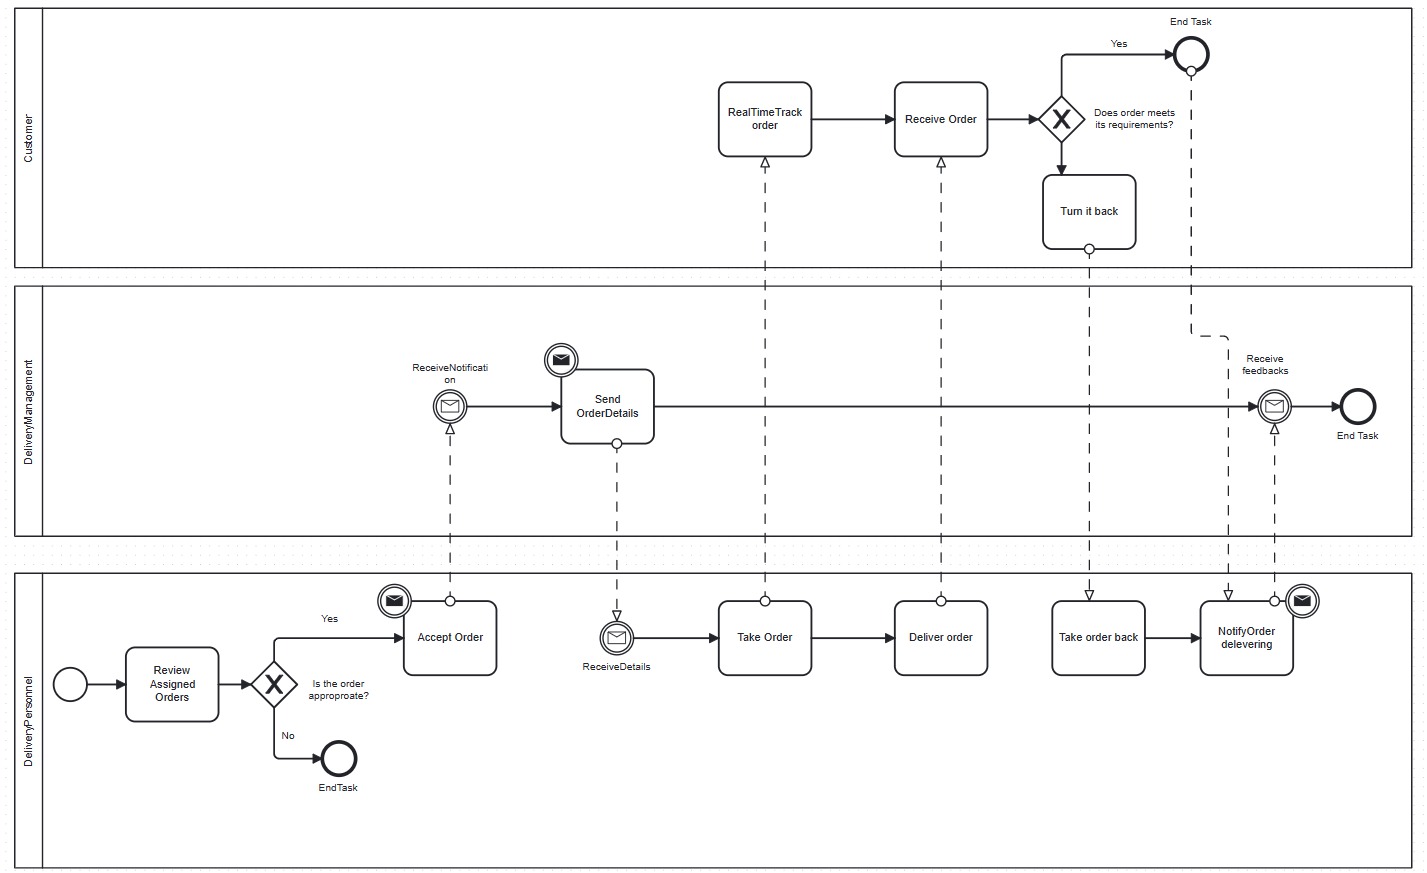 Customer
End Task
Yes
RealTimeTrack
order
Receive Order
Does order meets
its requirements?
Turn it back
DeliveryManagement
ReceiveNotificati
on
Send
OrderDetails
Receive
feedbacks
End Task
DeliveryPersonnel
Review
Assigned
Orders
Yes
Is the order
approproate?
No
EndTask
Accept Order
ReceiveDetails
Take Order
Deliver order
Take order back
NotifyOrder
delevering